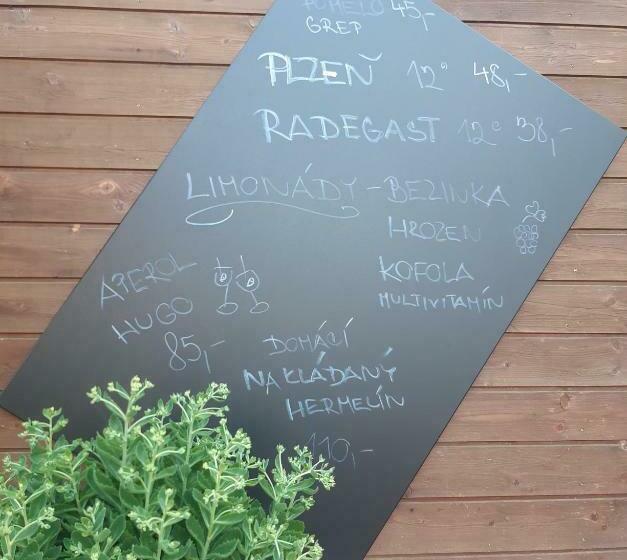 POMELO 45,-
GREP
PLZEŇ 12° 48,-
RADEGAST 12° 38,-
LIMONÁDY - BEZINKA
HROZEN
KOFOLA
MULTIVITAMÍN
APEROL
HUGO
85,-
DOMÁCÍ
NAKLÁDANÝ
HERMELÍN
110,-